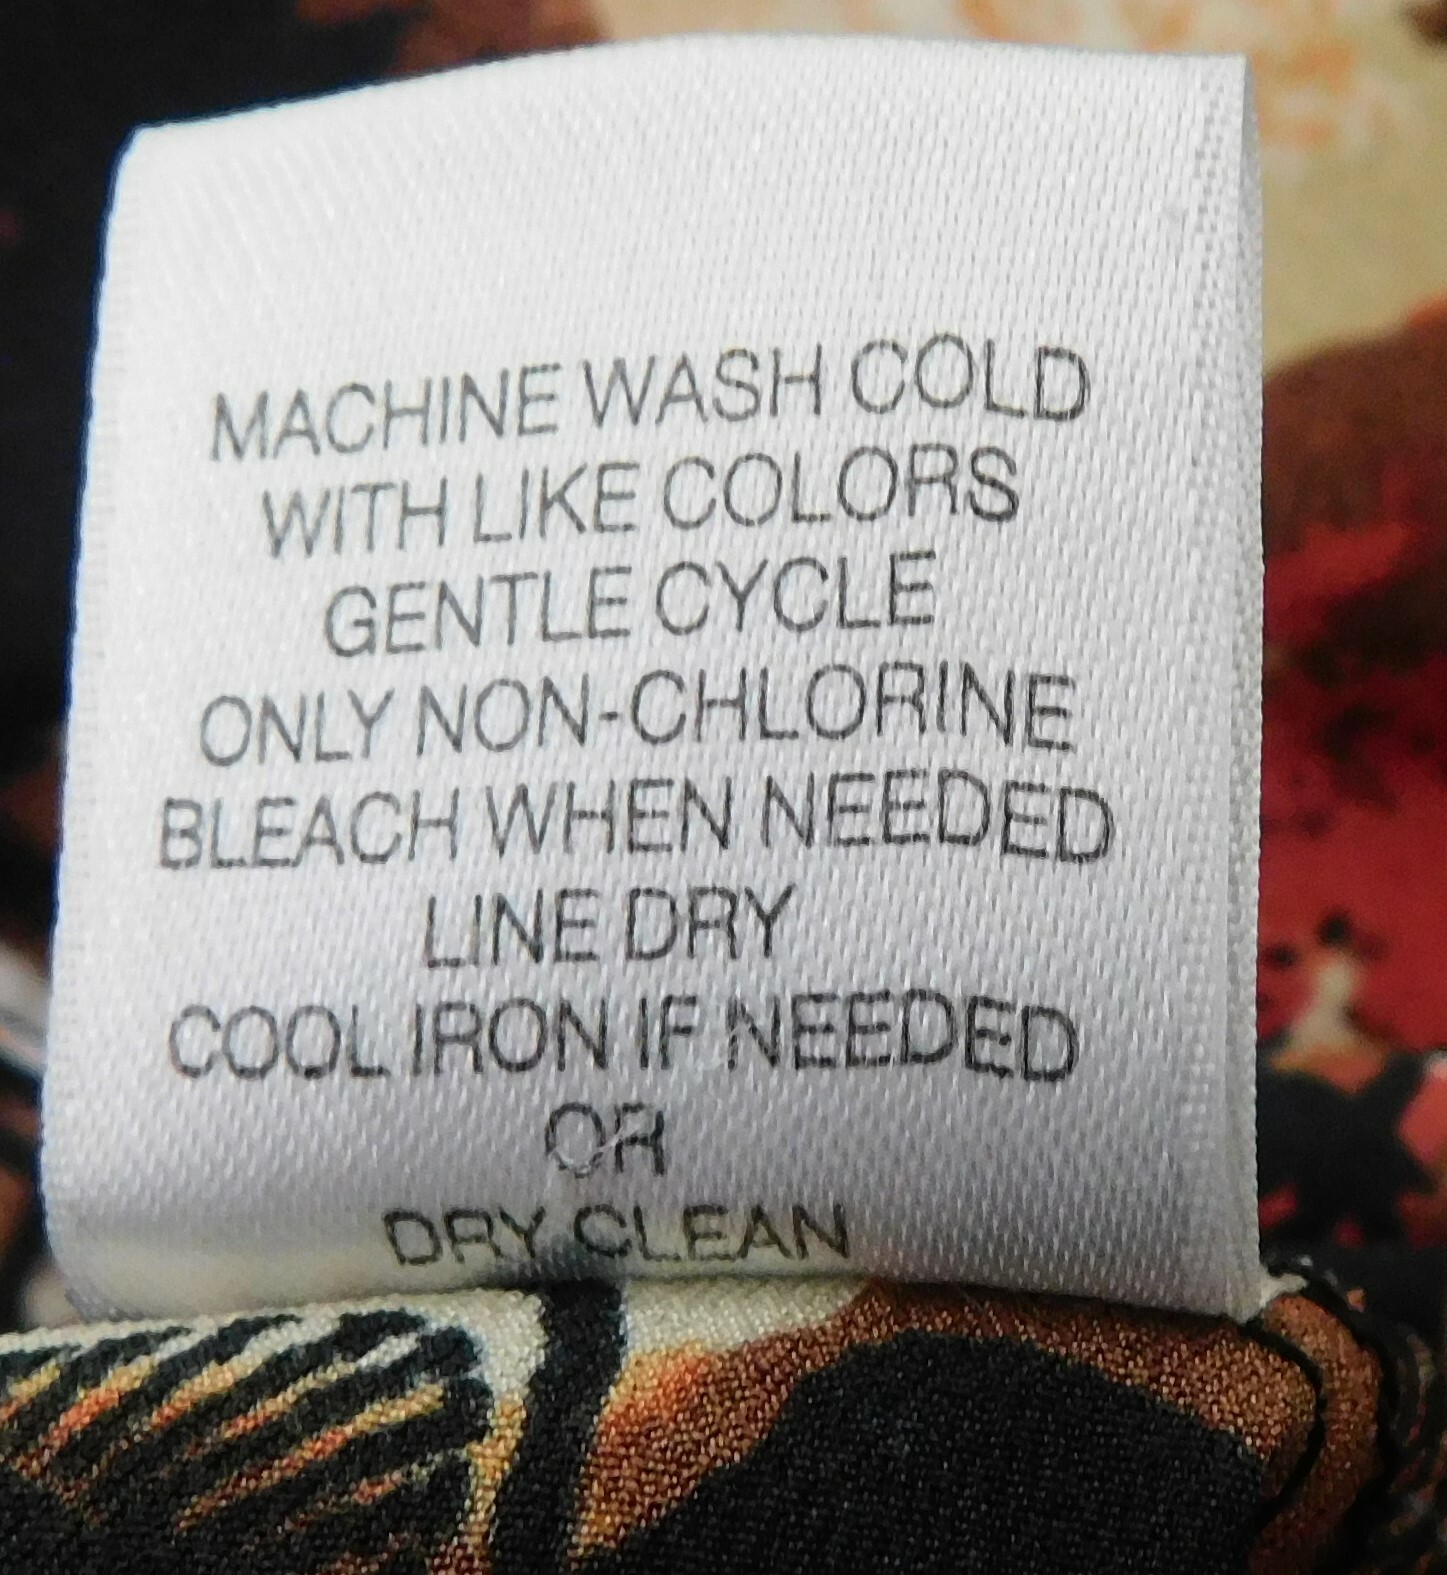 MACHINE WASH COLD
WITH LIKE COLORS
GENTLE CYCLE
ONLY NON-CHLORINE
BLEACH WHEN NEEDED
LINE DRY
COOL IRON IF NEEDED
OR
DRY CLEAN